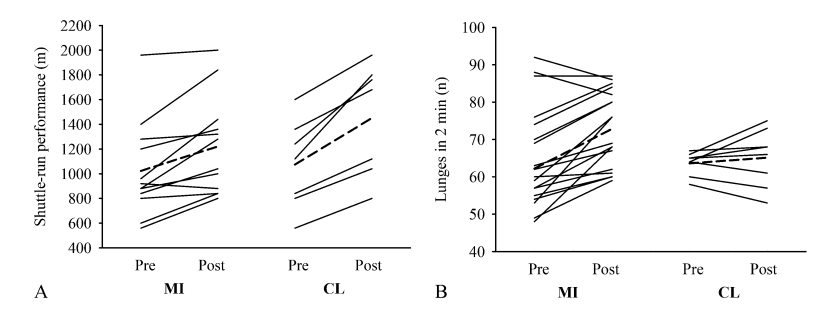 Shuttle-run performance (m)
2200
2000
1800
1600
1400
1200
1000
800
600
400
Pre Post Pre Post
MI CL
A
Lunges in 2 min (n)
100
90
80
70
60
50
40
Pre Post Pre Post
MI CL
B